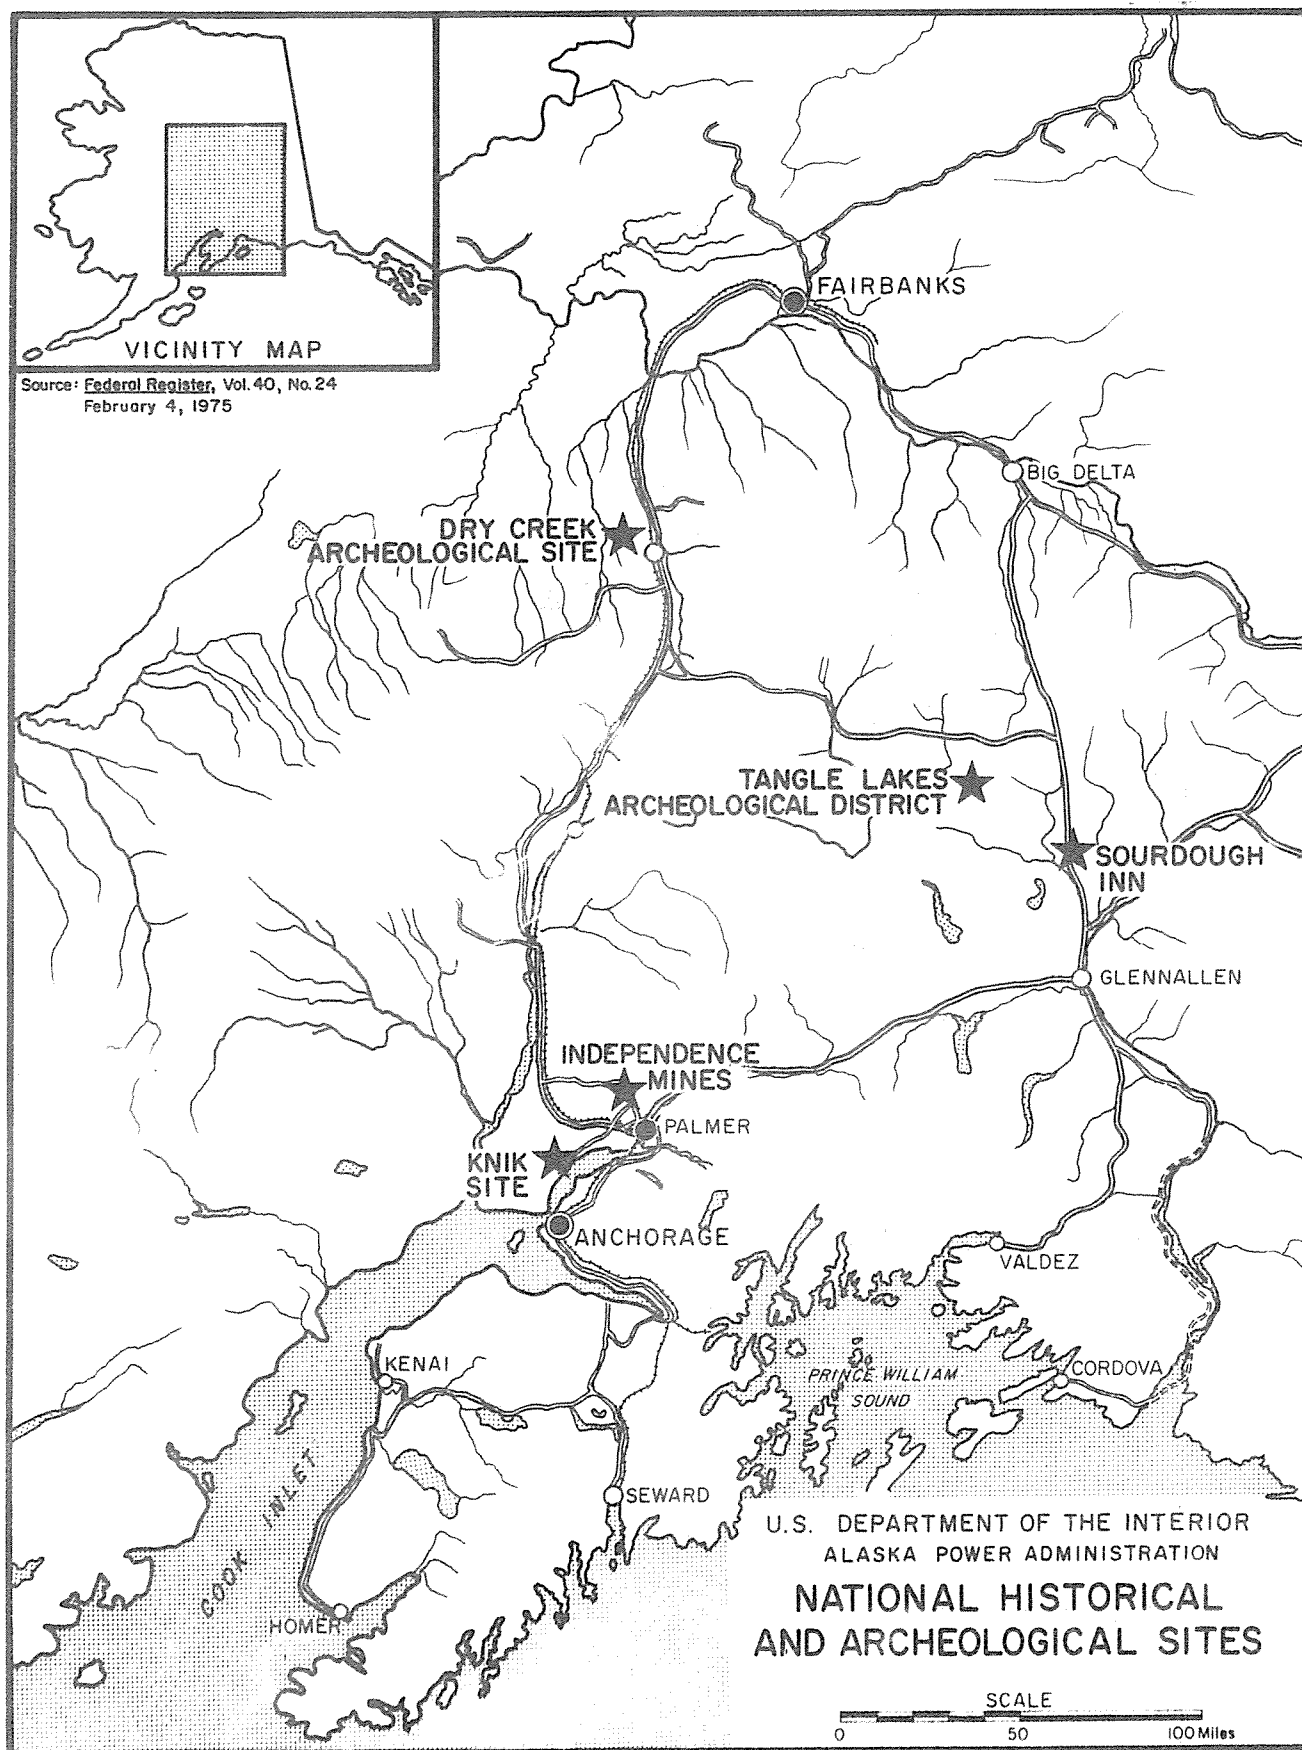 VICINITY MAP
Source: Federal Register, Vol. 40, No. 24
February 4, 1975
FAIRBANKS
BIG DELTA
DRY CREEK
ARCHEOLOGICAL SITE
TANGLE LAKES
ARCHEOLOGICAL DISTRICT
SOURDOUGH
INN
GLENNALLEN
INDEPENDENCE
MINES
PALMER
KNIK
SITE
ANCHORAGE
VALDEZ
KENAI
PRINCE WILLIAM
SOUND
CORDOVA
COOK INLET
SEWARD
HOMER
U.S. DEPARTMENT OF THE INTERIOR
ALASKA POWER ADMINISTRATION
NATIONAL HISTORICAL
AND ARCHEOLOGICAL SITES
SCALE
0 50 100 Miles